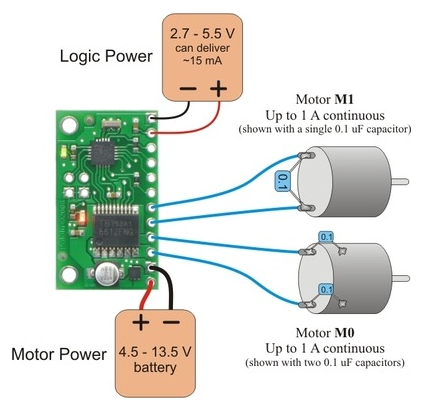 2.7 - 5.5 V
can deliver
~15 mA
Logic Power
− +
Motor M1
Up to 1 A continuous
(shown with a single 0.1 uF capacitor)
0.1
0.1
0.1
Motor M0
Up to 1 A continuous
(shown with two 0.1 uF capacitors)
+ −
Motor Power
4.5 - 13.5 V
battery